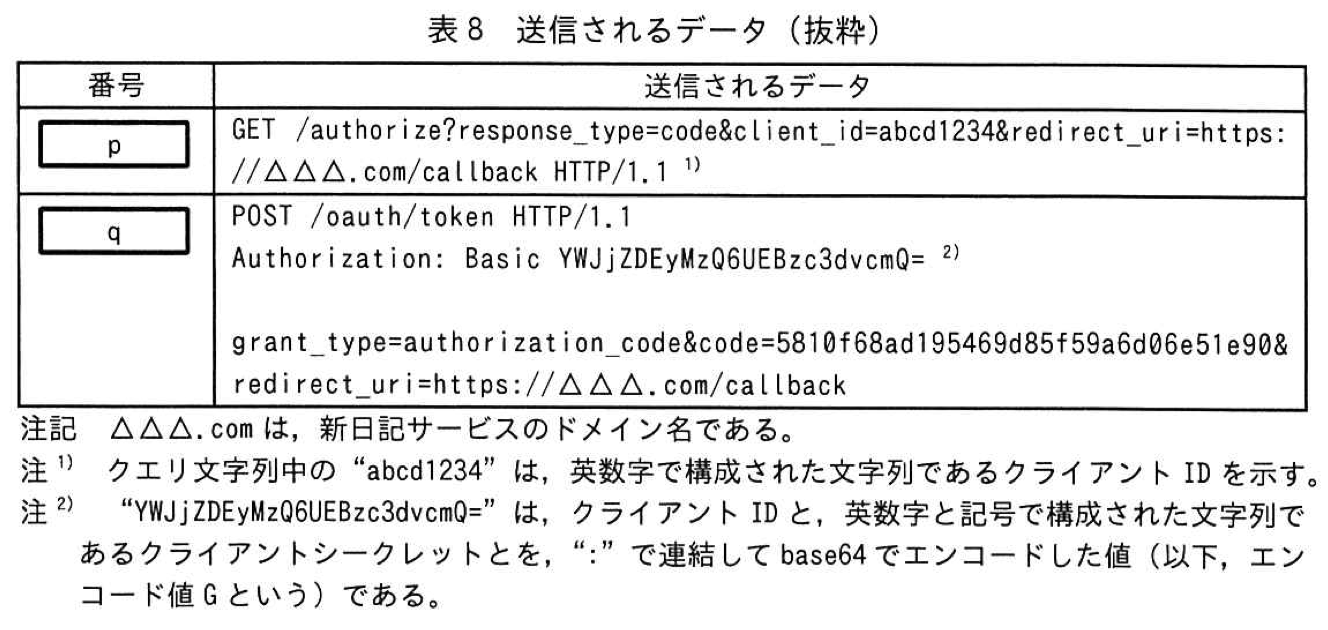 表8　送信されるデータ（抜粋）
番号　送信されるデータ
p　GET /authorize?response_type=code&client_id=abcd1234&redirect_uri=https:
//△△△.com/callback HTTP/1.1 1)
q　POST /oauth/token HTTP/1.1
Authorization: Basic YWJjZDEyMzQ6UEBzc3dvcmQ= 2)
grant_type=authorization_code&code=5810f68ad195469d85f59a6d06e51e90&
redirect_uri=https://△△△.com/callback
注記　△△△.com は，新日記サービスのドメイン名である。
注 1)　クエリ文字列中の“abcd1234”は，英数字で構成された文字列であるクライアント ID を示す。
注 2)　“YWJjZDEyMzQ6UEBzc3dvcmQ=”は，クライアント ID と，英数字と記号で構成された文字列で
あるクライアントシークレットとを，“:”で連結して base64 でエンコードした値（以下，エン
コード値 G という）である。